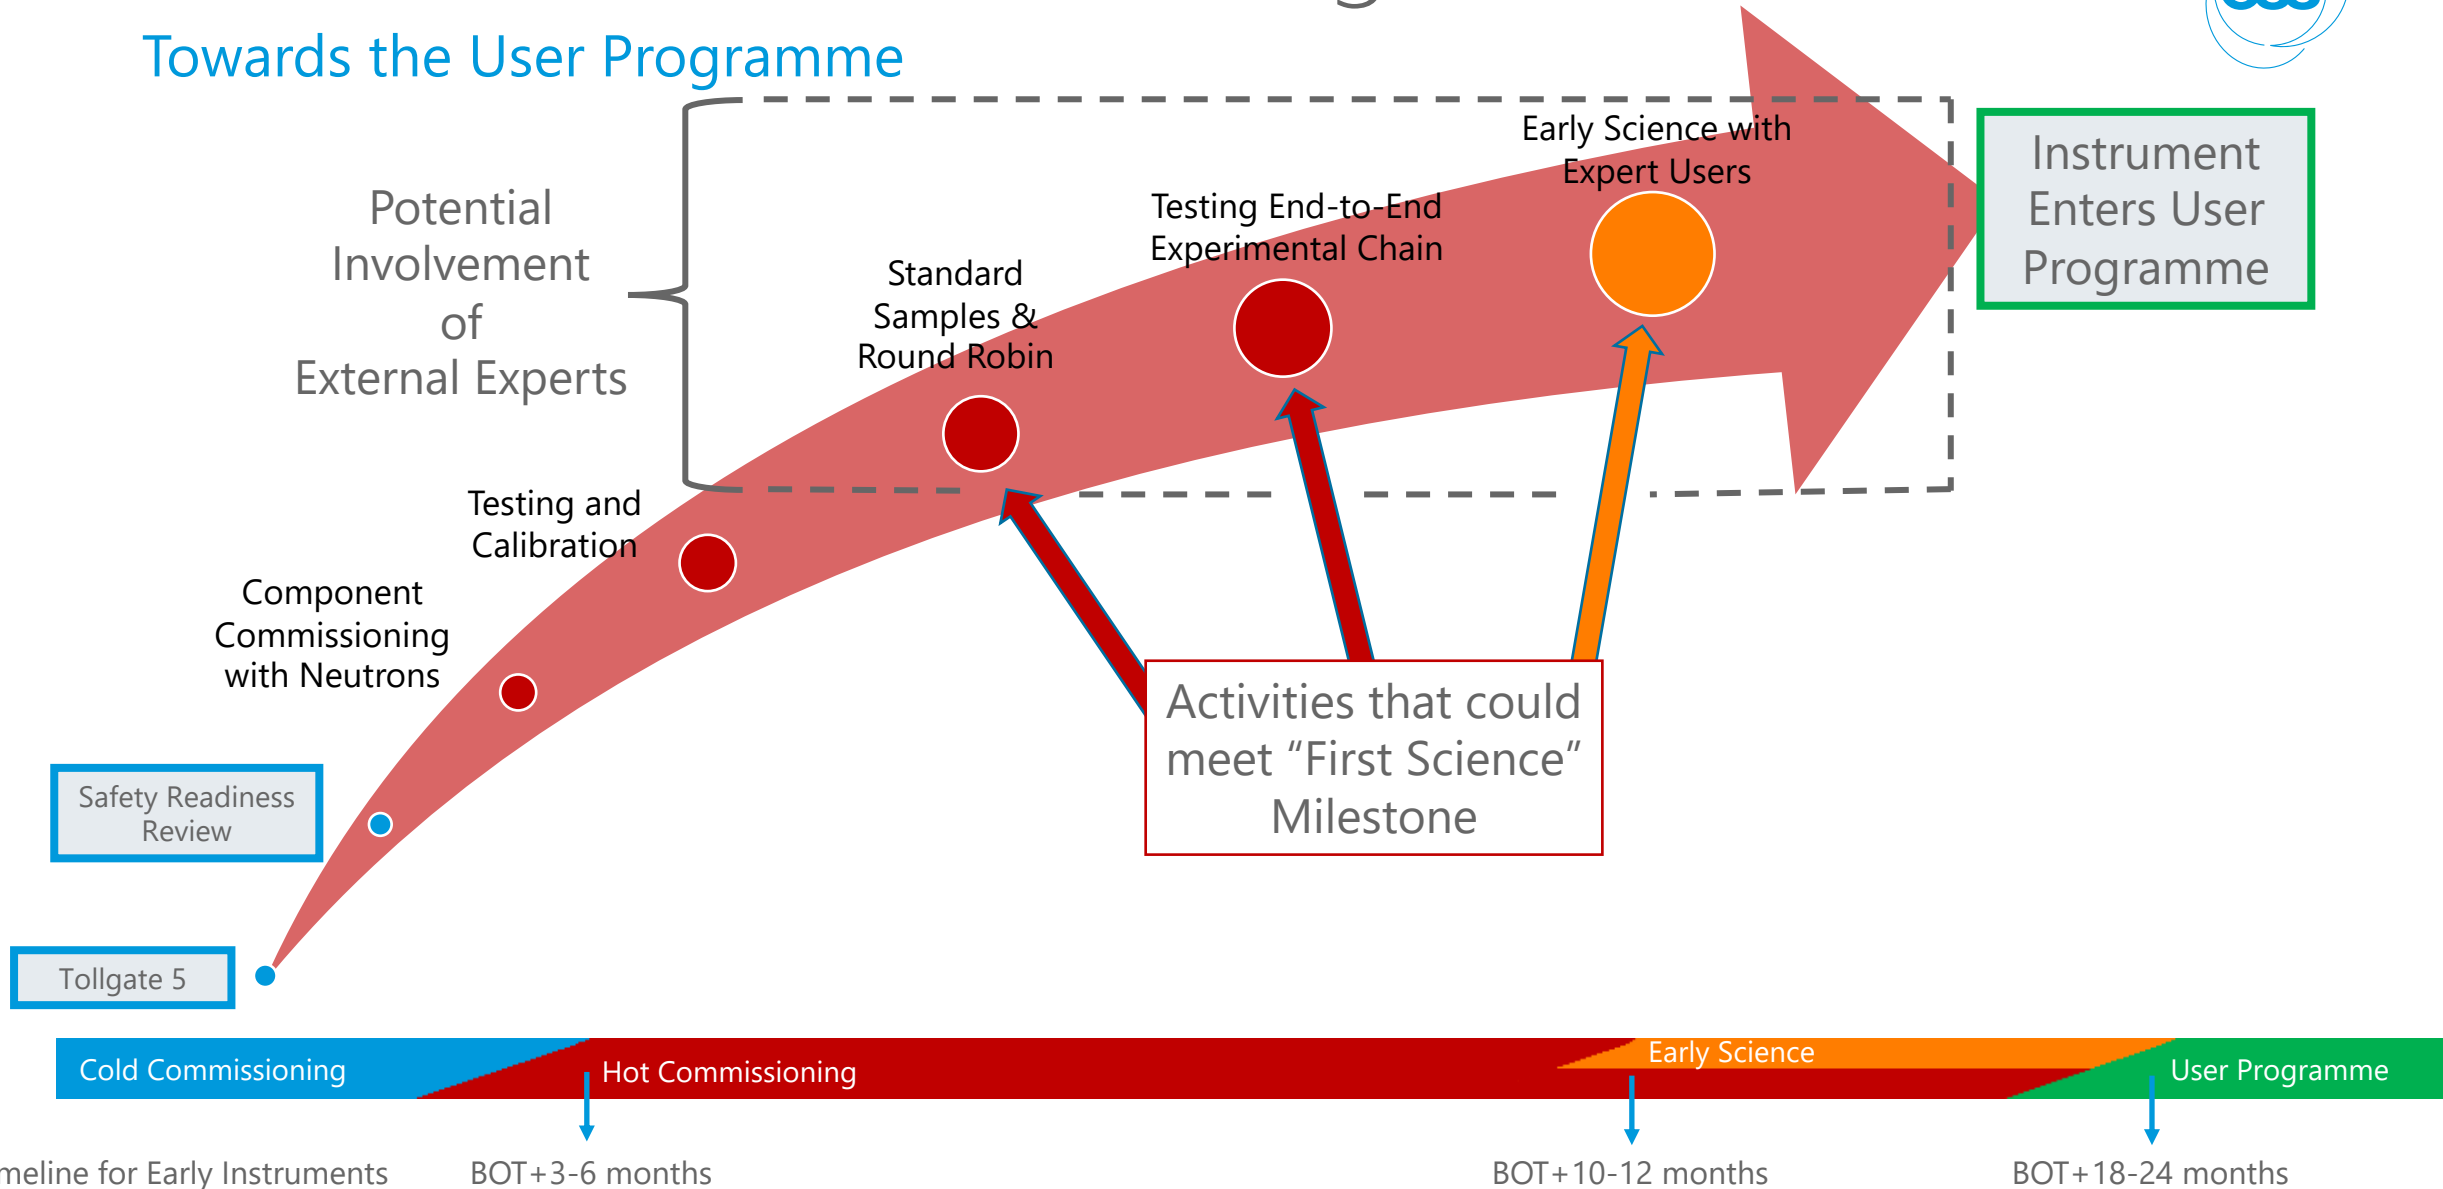 Towards the User Programme
Potential
Involvement
of
External Experts
Early Science with
Expert Users
Instrument
Enters User
Programme
Testing End-to-End
Experimental Chain
Standard
Samples &
Round Robin
Testing and
Calibration
Component
Commissioning
with Neutrons
Activities that could
meet “First Science”
Milestone
Safety Readiness
Review
Tollgate 5
Cold Commissioning
Hot Commissioning
Early Science
User Programme
meline for Early Instruments
BOT+3-6 months
BOT+10-12 months
BOT+18-24 months